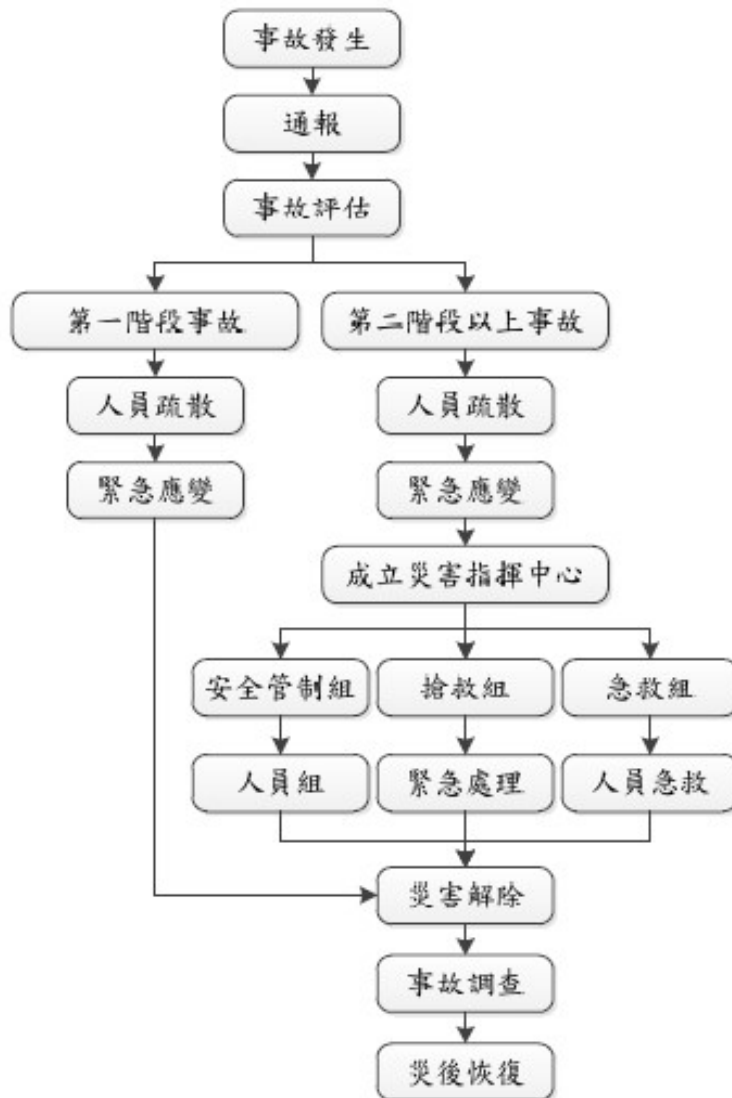 事故發生
通報
事故評估
第一階段事故
第二階段以上事故
人員疏散
人員疏散
緊急應變
緊急應變
成立災害指揮中心
安全管制組
搶救組
急救組
人員組
緊急處理
人員急救
災害解除
事故調查
災後恢復